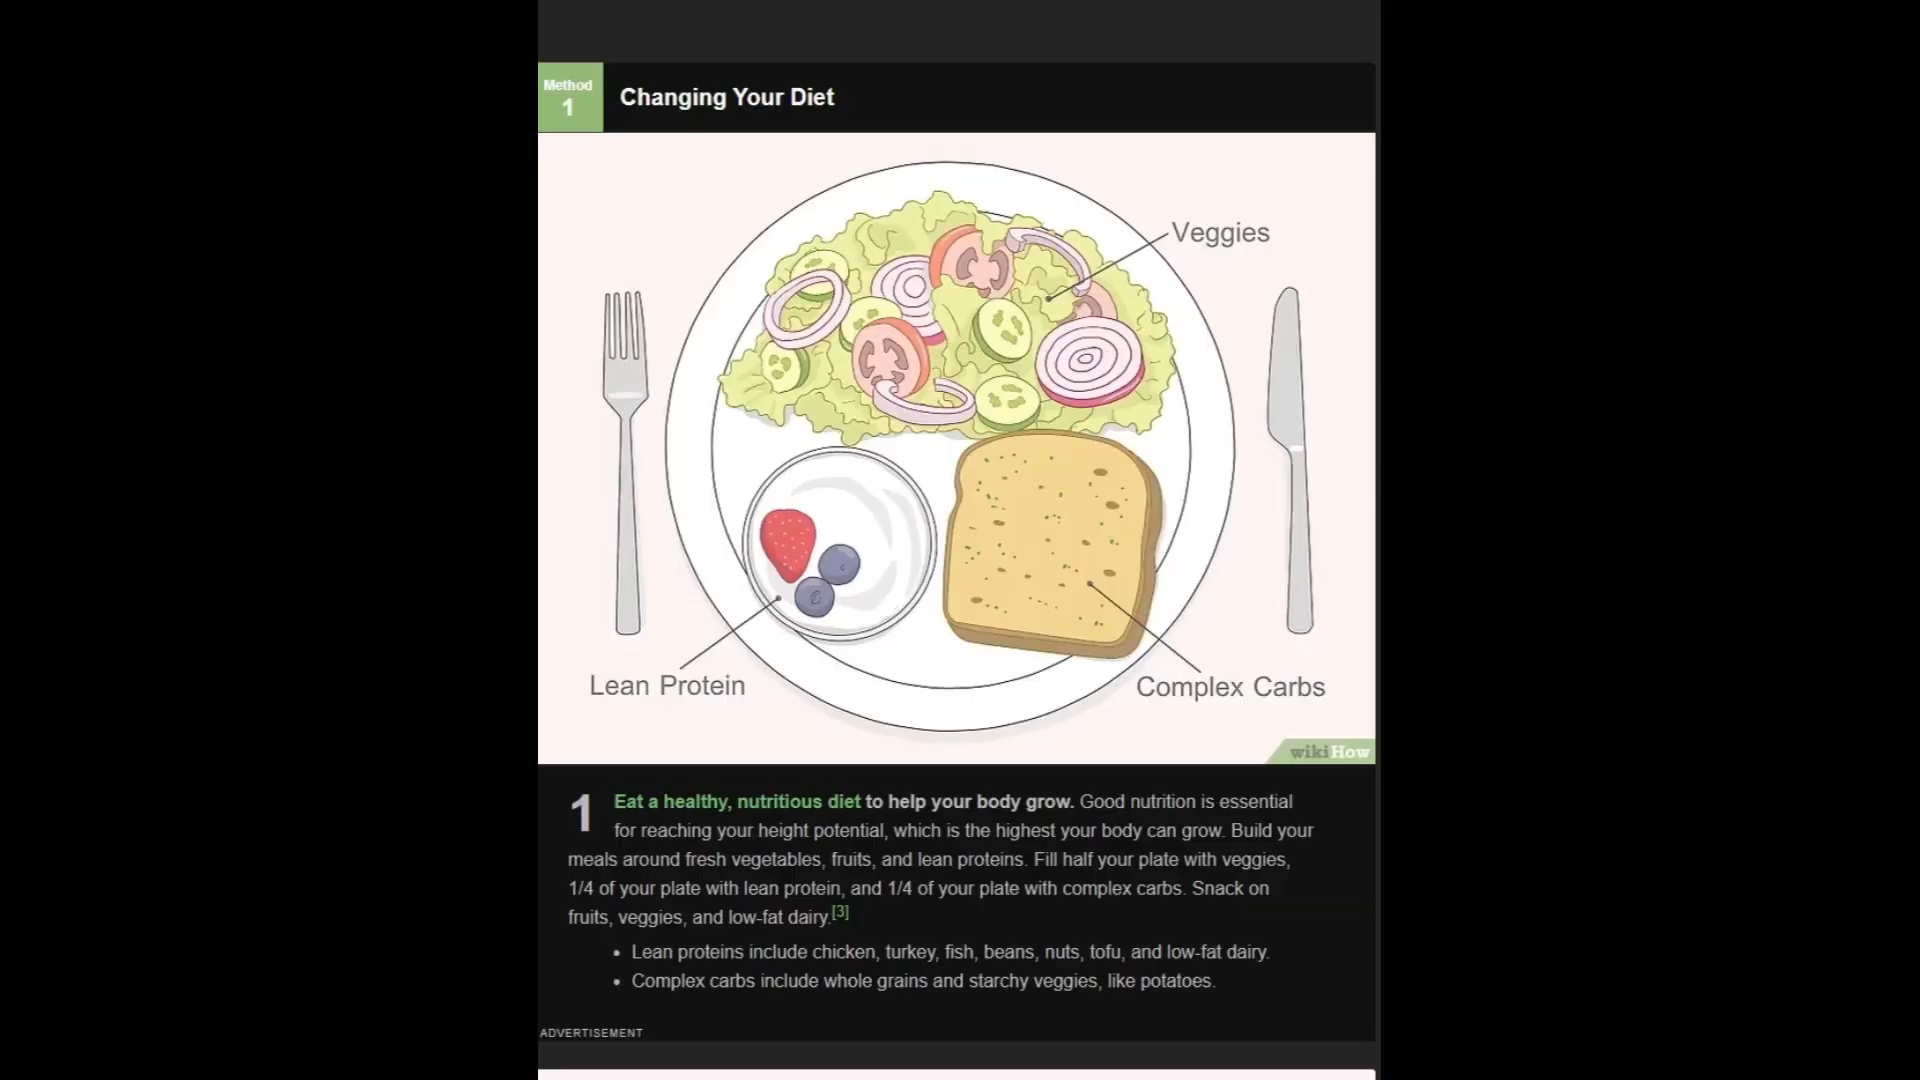 Method
1
Changing Your Diet
Veggies
Lean Protein
Complex Carbs
wikiHow
1
Eat a healthy, nutritious diet to help your body grow. Good nutrition is essential
for reaching your height potential, which is the highest your body can grow. Build your
meals around fresh vegetables, fruits, and lean proteins. Fill half your plate with veggies,
1/4 of your plate with lean protein, and 1/4 of your plate with complex carbs. Snack on
fruits, veggies, and low-fat dairy.[3]
• Lean proteins include chicken, turkey, fish, beans, nuts, tofu, and low-fat dairy.
• Complex carbs include whole grains and starchy veggies, like potatoes.
ADVERTISEMENT